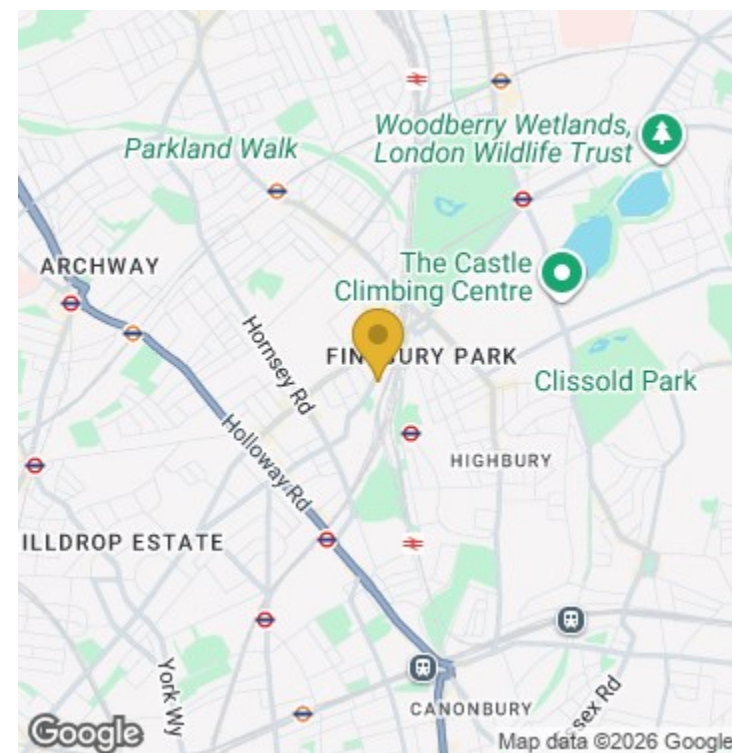 Woodberry Wetlands,
London Wildlife Trust
Parkland Walk
ARCHWAY
The Castle
Climbing Centre
Hornsey Rd
FIN BURY PARK
Clissold Park
Holloway Rd
HIGHBURY
ILLDROP ESTATE
York Wy
CANONBURY
sex Rd
Google
Map data ©2026 Google